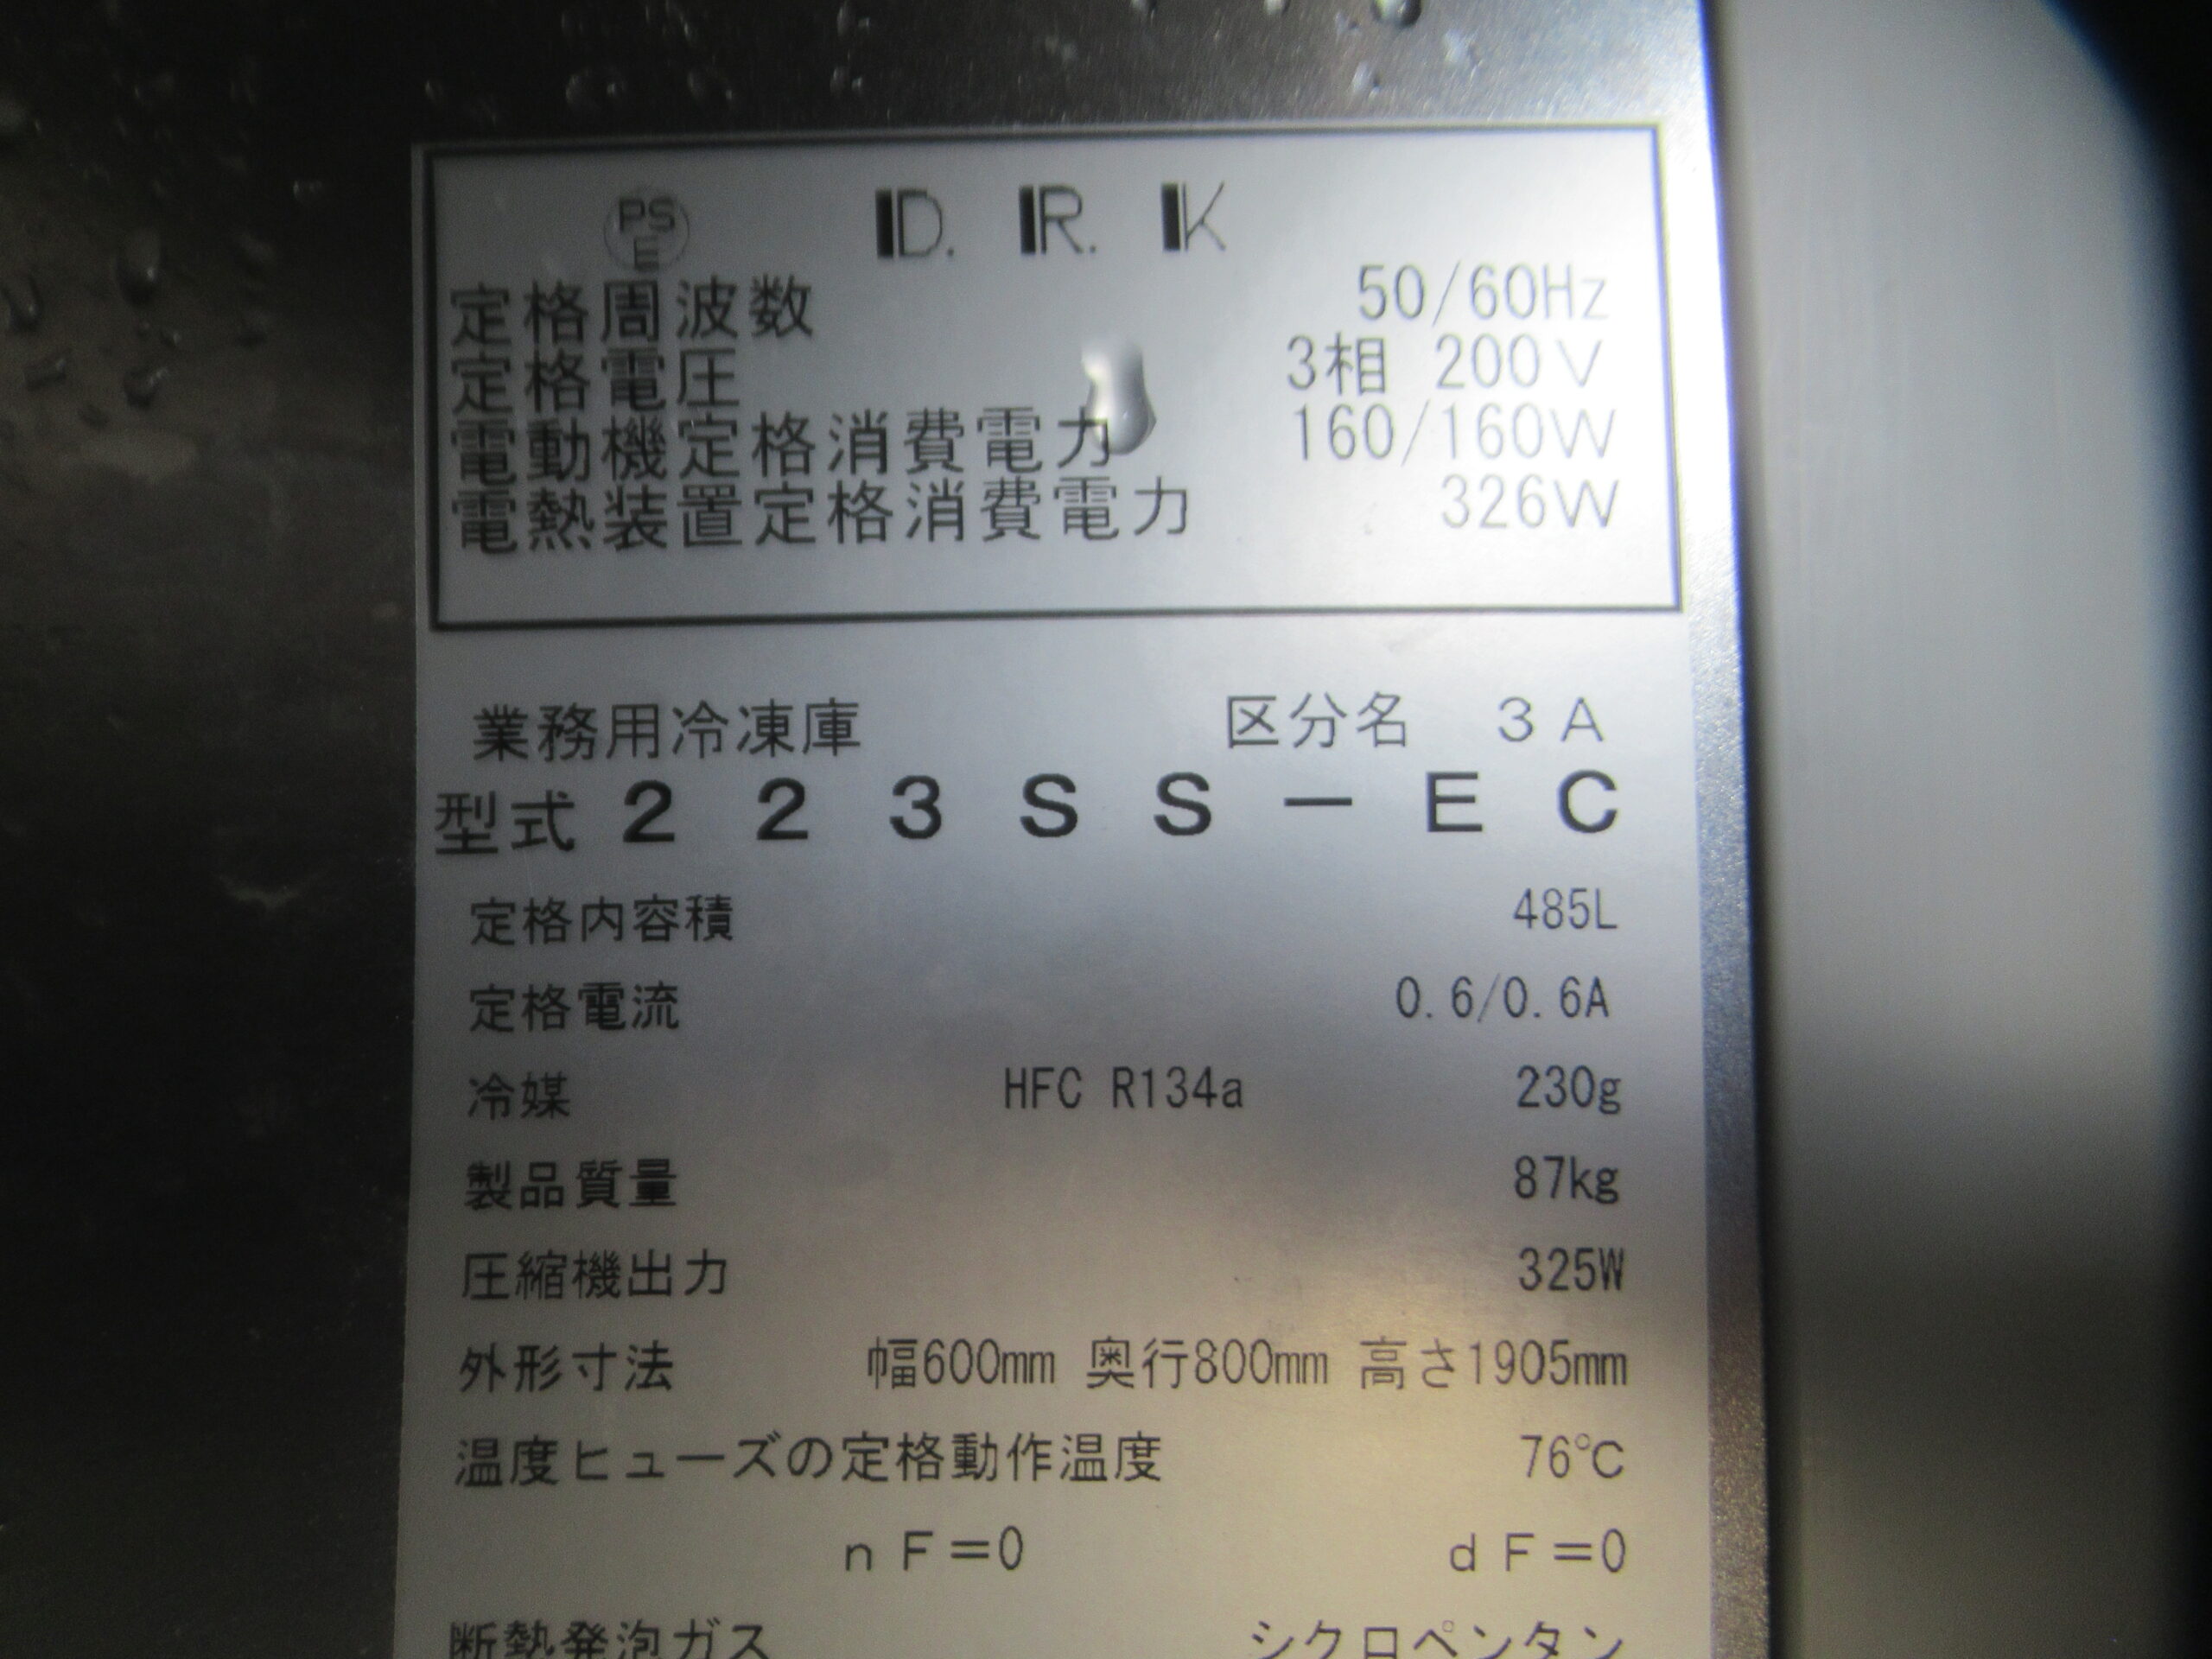 PS
E
D. R. K
定格周波数 50/60Hz
定格電圧 3相 200V
電動機定格消費電力 160/160W
電熱装置定格消費電力 326W
業務用冷凍庫 区分名 3A
型式 223SS-EC
定格内容積 485L
定格電流 0.6/0.6A
冷媒 HFC R134a 230g
製品質量 87kg
圧縮機出力 325W
外形寸法 幅600mm 奥行800mm 高さ1905mm
温度ヒューズの定格動作温度 76℃
nF=0 dF=0
断熱発泡ガス シクロペンタン